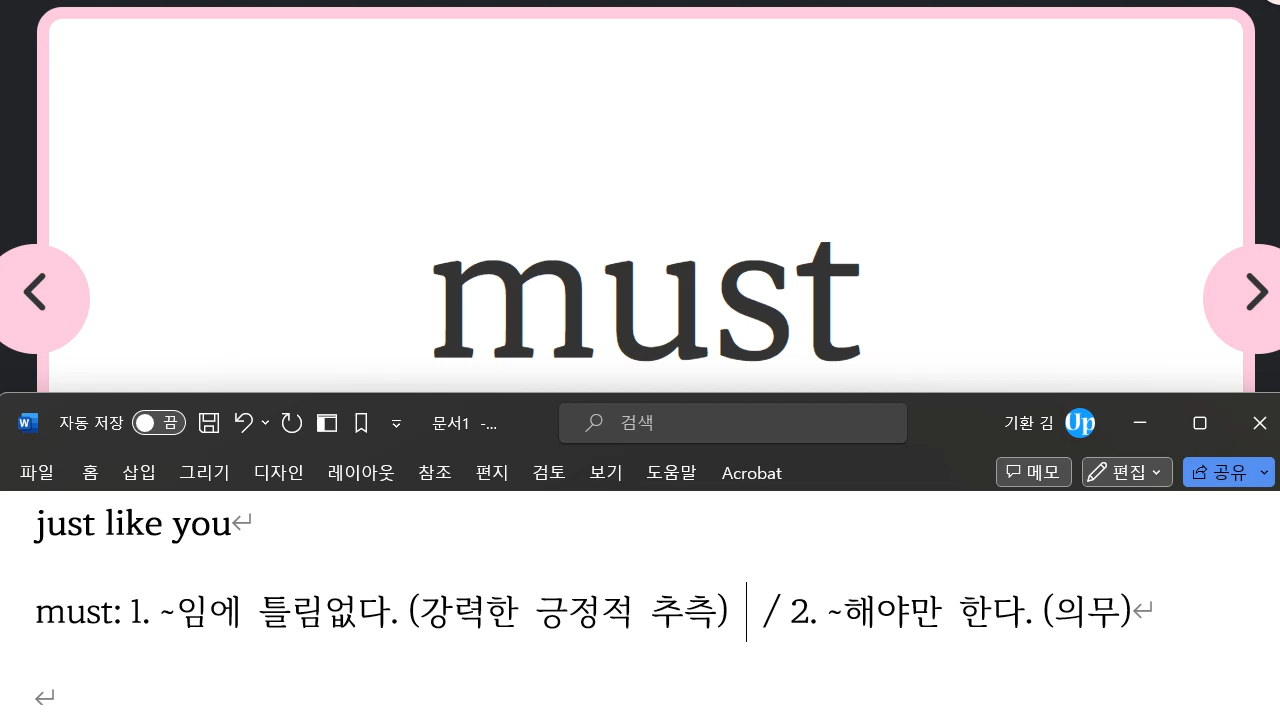 must
자동 저장 끔 문서1 -... 검색 기환 김 Up
파일 홈 삽입 그리기 디자인 레이아웃 참조 편지 검토 보기 도움말 Acrobat 메모 편집 공유
just like you
must: 1. ~임에 틀림없다. (강력한 긍정적 추측) / 2. ~해야만 한다. (의무)